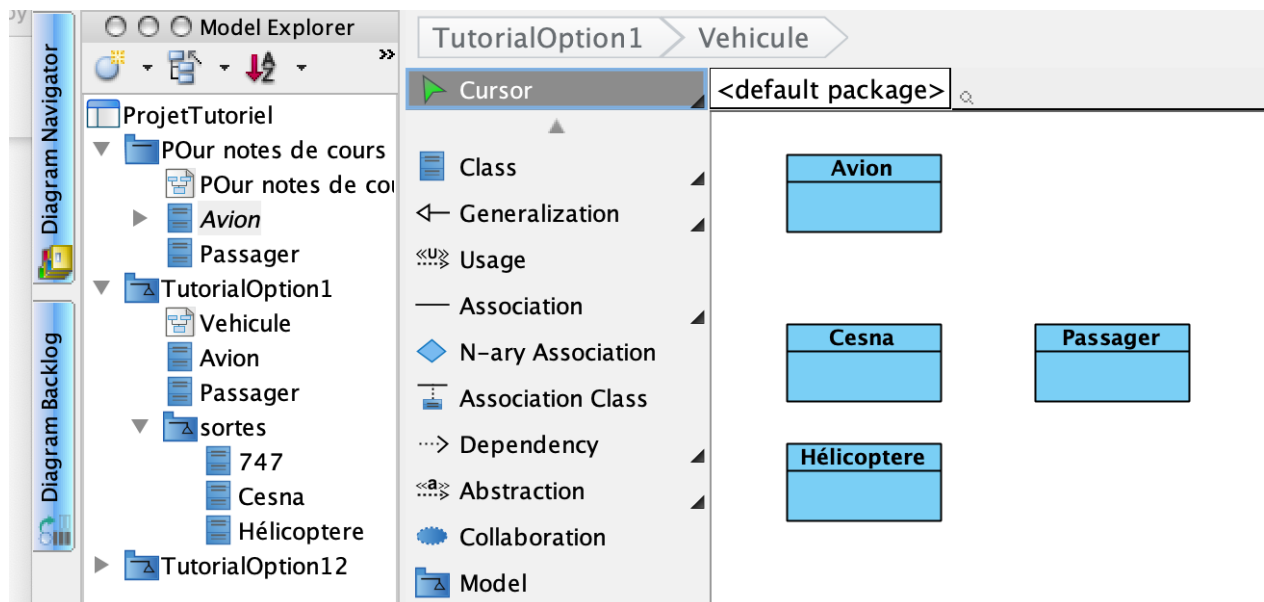 by
Diagram Navigator
Diagram Backlog
Model Explorer
ProjetTutoriel
POur notes de cours
POur notes de cou
Avion
Passager
TutorialOption1
Vehicule
Avion
Passager
sortes
747
Cesna
Hélicoptere
TutorialOption12
TutorialOption1 Vehicule
Cursor
Class
Generalization
«U» Usage
Association
N-ary Association
Association Class
Dependency
«a» Abstraction
Collaboration
Model
<default package>
Avion
Cesna
Passager
Hélicoptere